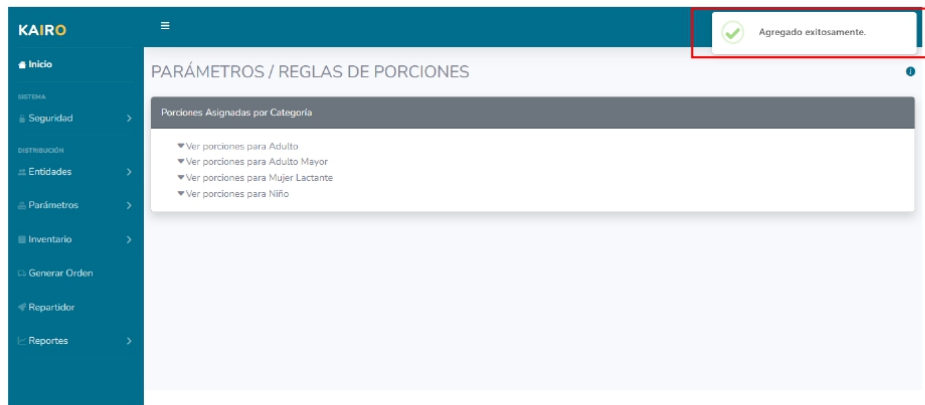 KAIRO
Agregado exitosamente.
Inicio
PARÁMETROS / REGLAS DE PORCIONES
SISTEMA
Seguridad
Porciones Asignadas por Categoría
DISTRIBUCIÓN
Entidades
Parámetros
Inventario
Generar Orden
Repartidor
Reportes
Ver porciones para Adulto
Ver porciones para Adulto Mayor
Ver porciones para Mujer Lactante
Ver porciones para Niño